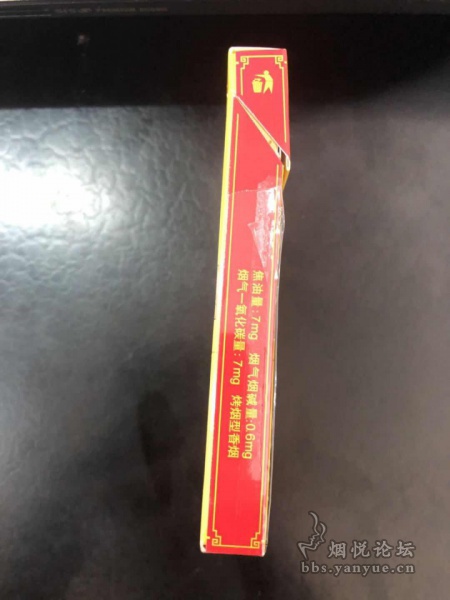 焦油量:7mg 烟气烟碱量:0.6mg
烟气一氧化碳量:7mg 烤烟型香烟
烟悦论坛
bbs.yanyue.cn